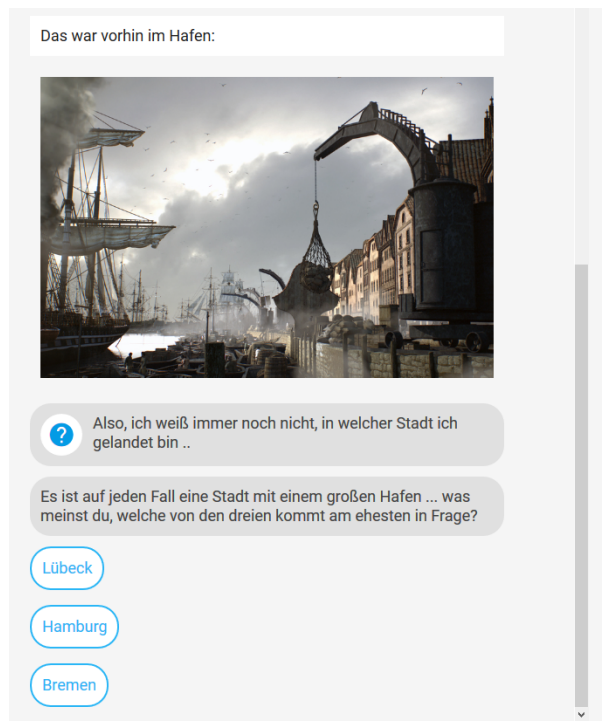 Das war vorhin im Hafen:
Also, ich weiß immer noch nicht, in welcher Stadt ich
gelandet bin ..
Es ist auf jeden Fall eine Stadt mit einem großen Hafen ... was
meinst du, welche von den dreien kommt am ehesten in Frage?
Lübeck
Hamburg
Bremen